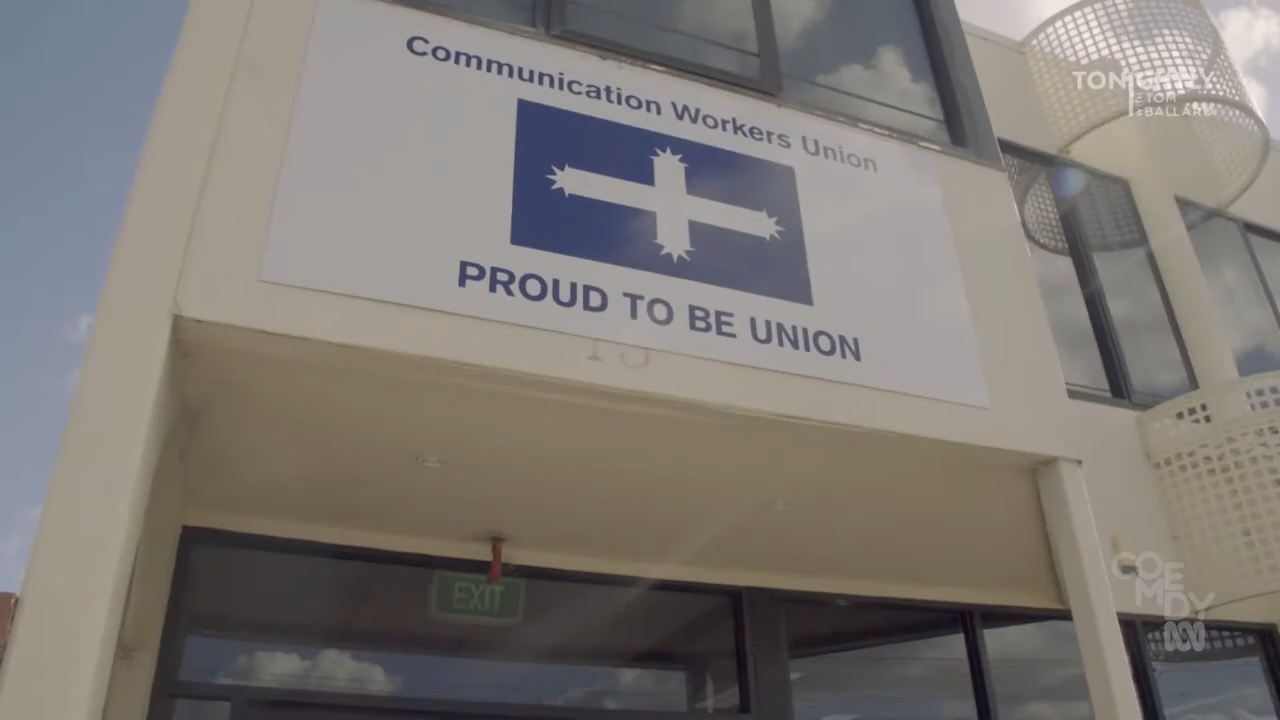 Communication Workers Union
PROUD TO BE UNION
EXIT
TONIGHTLY
TOM
BALLARD
COMEDY